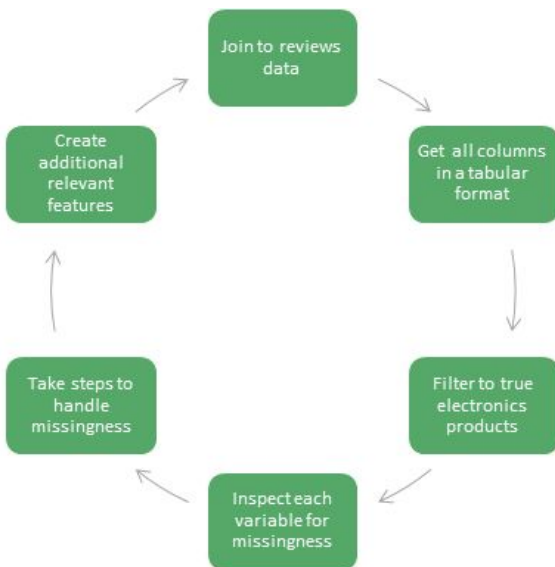 Join to reviews
data
Get all columns
in a tabular
format
Filter to true
electronics
products
Inspect each
variable for
missingness
Take steps to
handle
missingness
Create
additional
relevant
features